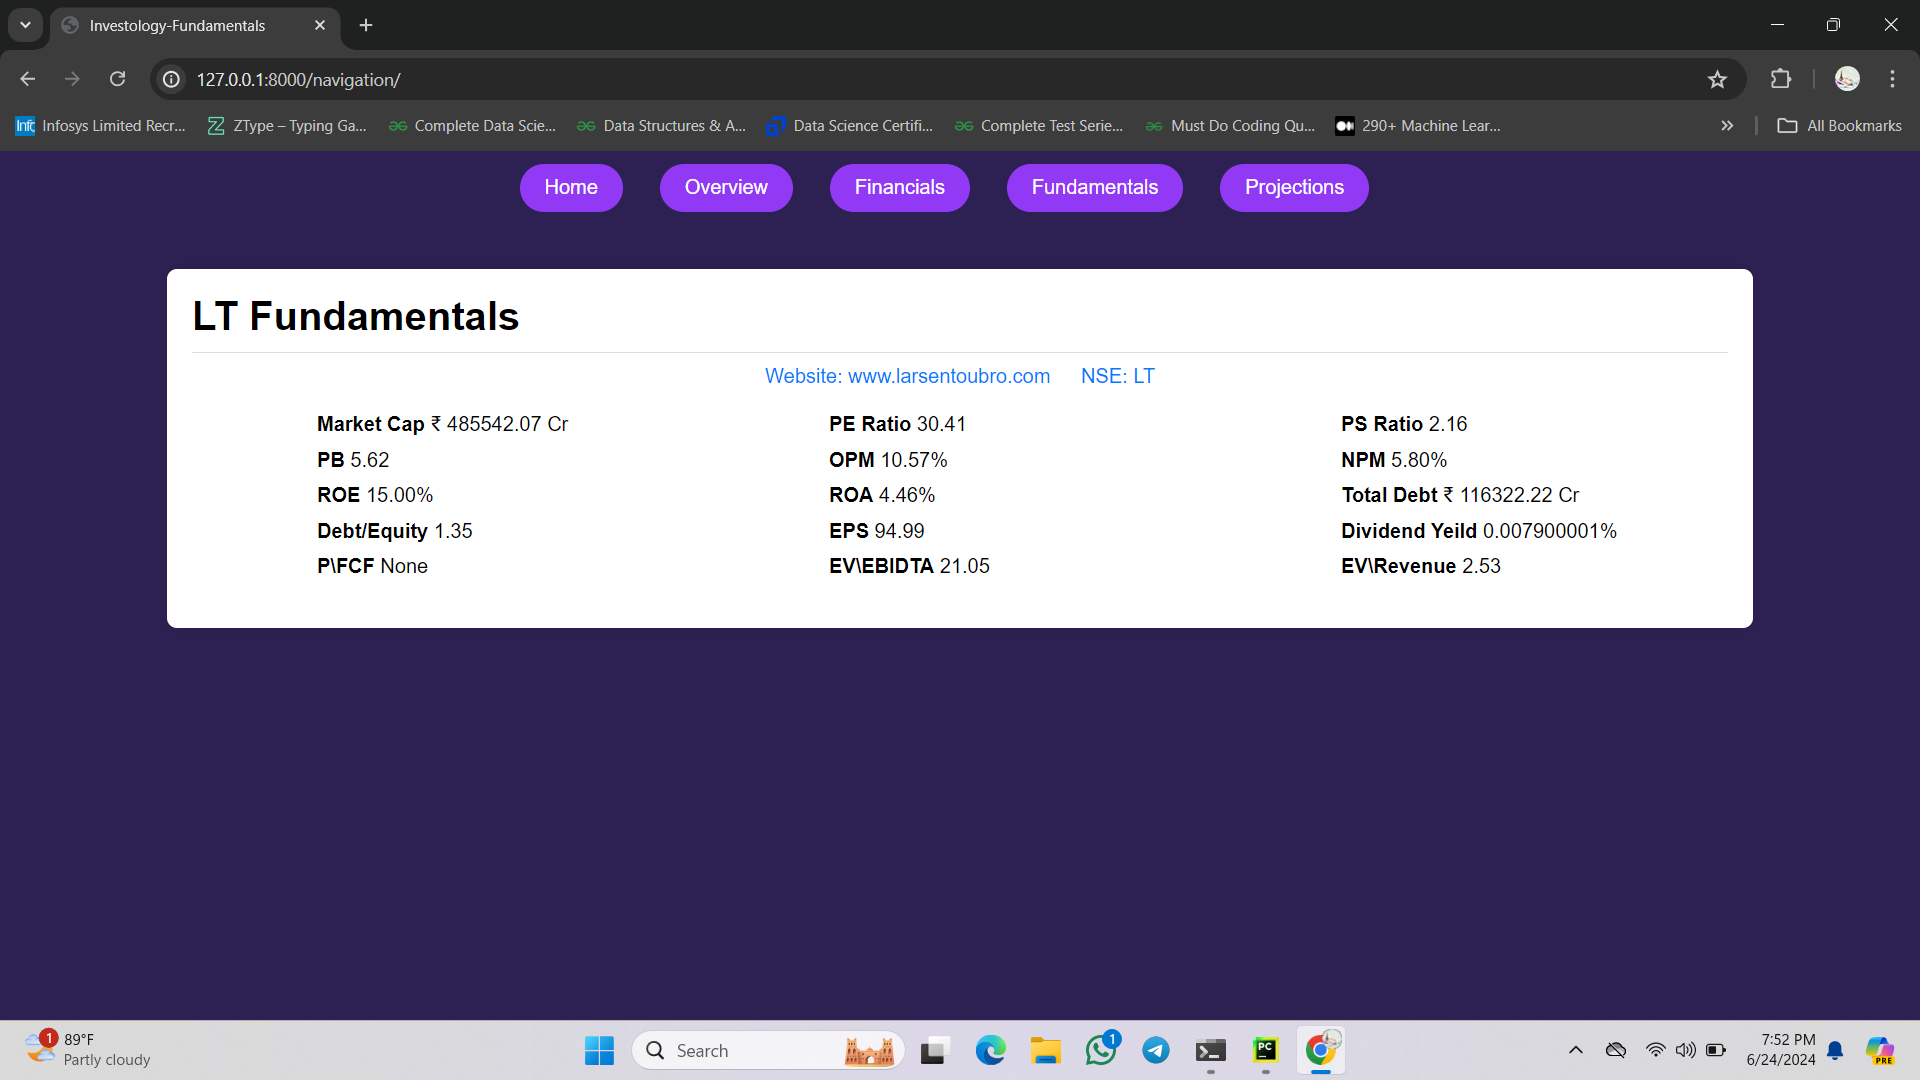 Investology-Fundamentals
127.0.0.1:8000/navigation/
Infosys Limited Recr... ZType – Typing Ga... Complete Data Scie... Data Structures & A... Data Science Certifi... Complete Test Serie... Must Do Coding Qu... 290+ Machine Lear... All Bookmarks
Home Overview Financials Fundamentals Projections
LT Fundamentals
Website: www.larsentoubro.com NSE: LT
Market Cap ₹ 485542.07 Cr PE Ratio 30.41 PS Ratio 2.16
PB 5.62 OPM 10.57% NPM 5.80%
ROE 15.00% ROA 4.46% Total Debt ₹ 116322.22 Cr
Debt/Equity 1.35 EPS 94.99 Dividend Yeild 0.007900001%
P\FCF None EV\EBIDTA 21.05 EV\Revenue 2.53
1 89°F
Partly cloudy
Search
1
PC
7:52 PM
6/24/2024
PRE